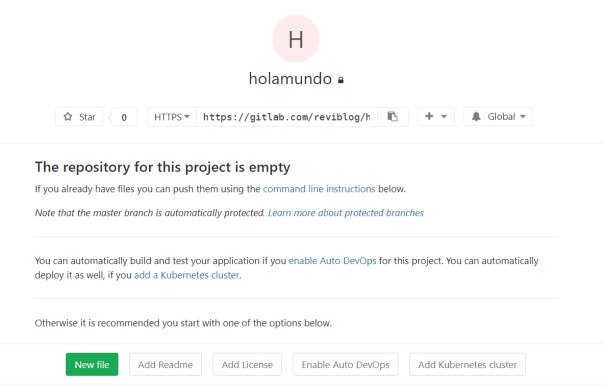 H
holamundo
Star 0 HTTPS https://gitlab.com/reviblog/h Global
The repository for this project is empty
If you already have files you can push them using the command line instructions below.
Note that the master branch is automatically protected. Learn more about protected branches
You can automatically build and test your application if you enable Auto DevOps for this project. You can automatically
deploy it as well, if you add a Kubernetes cluster.
Otherwise it is recommended you start with one of the options below.
New file Add Readme Add License Enable Auto DevOps Add Kubernetes cluster